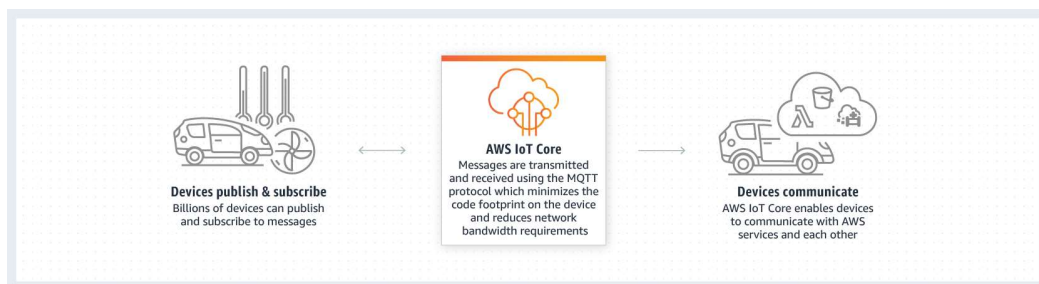 Devices publish & subscribe
Billions of devices can publish
and subscribe to messages
AWS IoT Core
Messages are transmitted
and received using the MQTT
protocol which minimizes the
code footprint on the device
and reduces network
bandwidth requirements
Devices communicate
AWS IoT Core enables devices
to communicate with AWS
services and each other